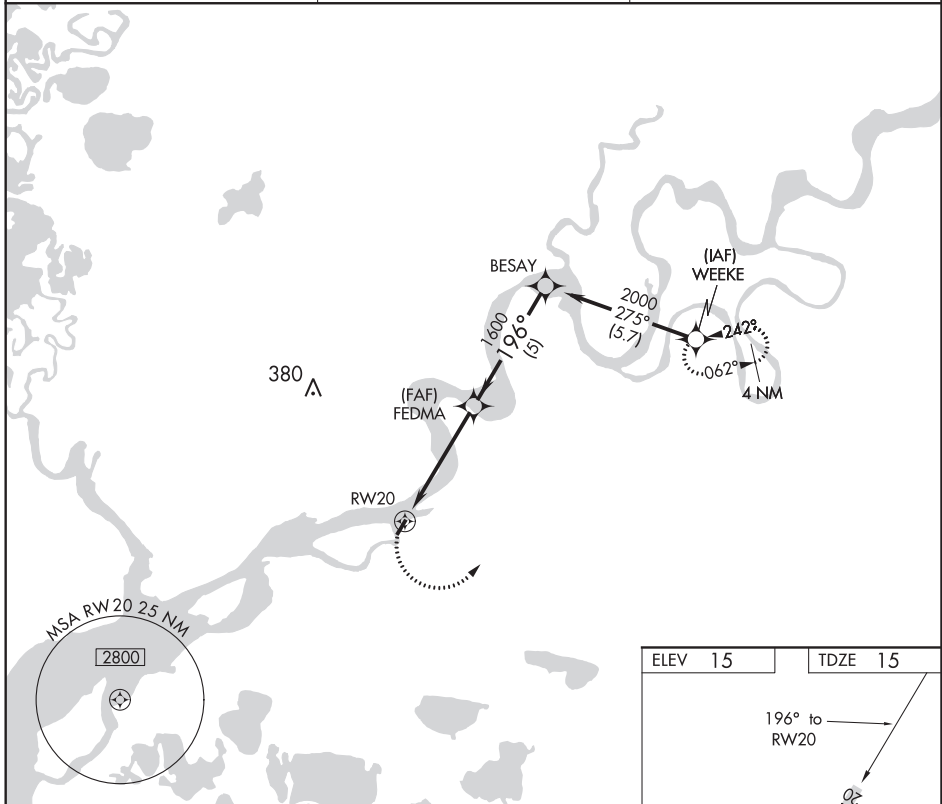 BESAY
(IAF)
WEEKE
2000
275°
(5.7)
242°
062°
4 NM
1600
196°
(5)
380
(FAF)
FEDMA
RW20
MSA RW20 25 NM
2800
ELEV 15
TDZE 15
196° to
RW20
20